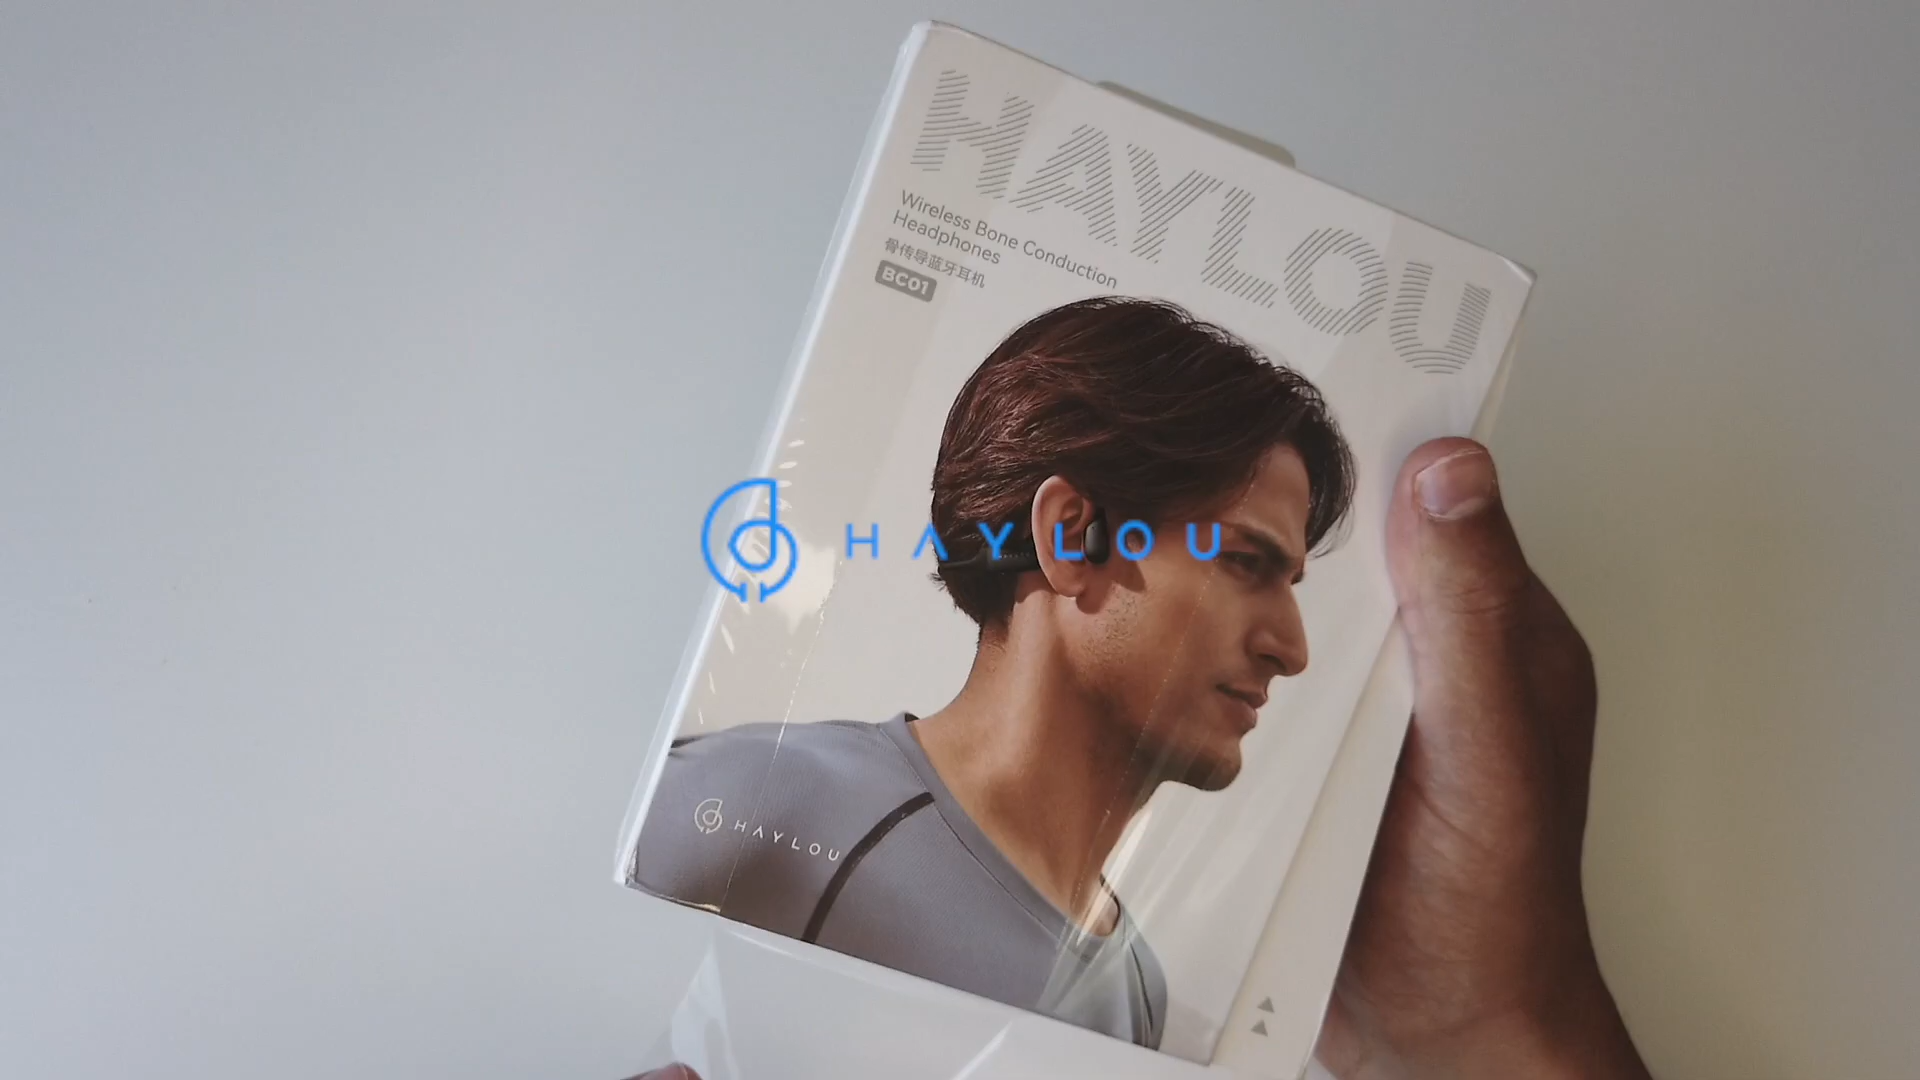 HAYLOU
Wireless Bone Conduction
Headphones
骨传导蓝牙耳机
BC01
HAYLOU
HAYLOU